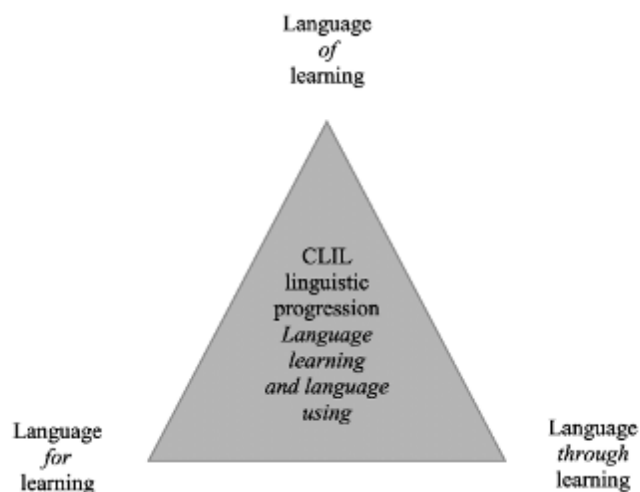 Language
of
learning
CLIL
linguistic
progression
Language
learning
and language
using
Language
for
learning
Language
through
learning